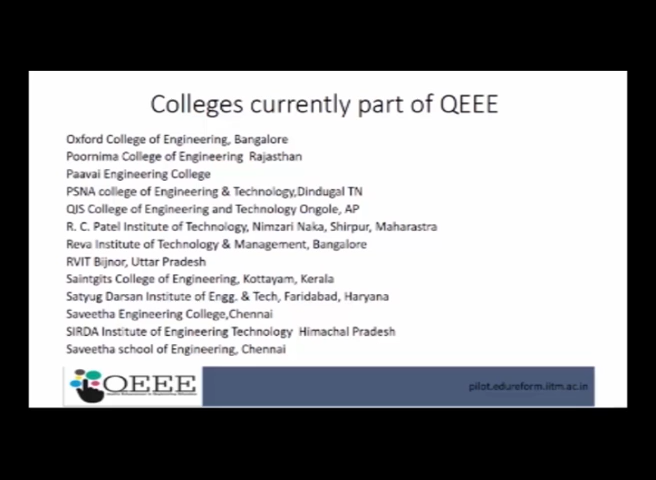 Colleges currently part of QEEE
Oxford College of Engineering, Bangalore
Poornima College of Engineering Rajasthan
Paavai Engineering College
PSNA college of Engineering & Technology,Dindugal TN
QIS College of Engineering and Technology Ongole, AP
R. C. Patel Institute of Technology, Nimzari Naka, Shirpur, Maharastra
Reva Institute of Technology & Management, Bangalore
RVIT Bijnor, Uttar Pradesh
Saintgits College of Engineering, Kottayam, Kerala
Satyug Darsan Institute of Engg. & Tech, Faridabad, Haryana
Saveetha Engineering College,Chennai
SIRDA Institute of Engineering Technology Himachal Pradesh
Saveetha school of Engineering, Chennai
QEEE
pilot.edureform.iitm.ac.in